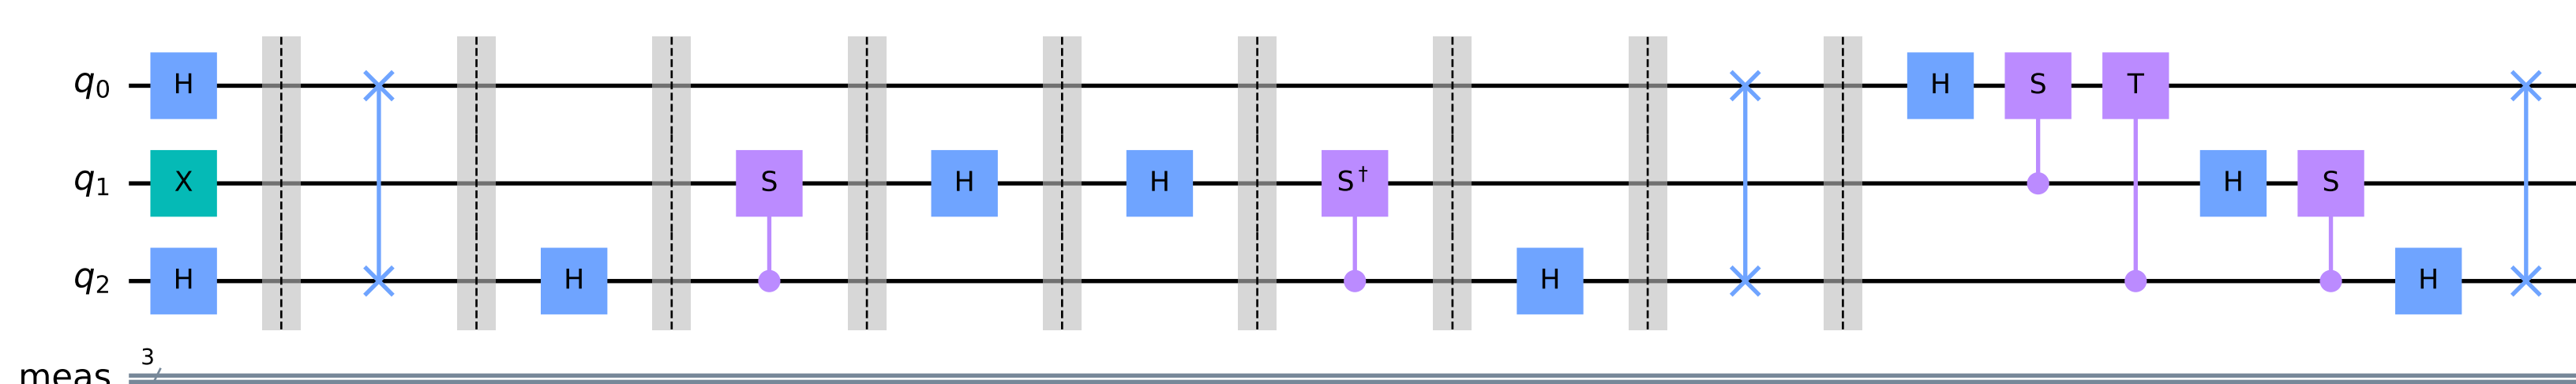 q0 H H S T
q1 X S H H S† H S
q2 H H H H
3
meas